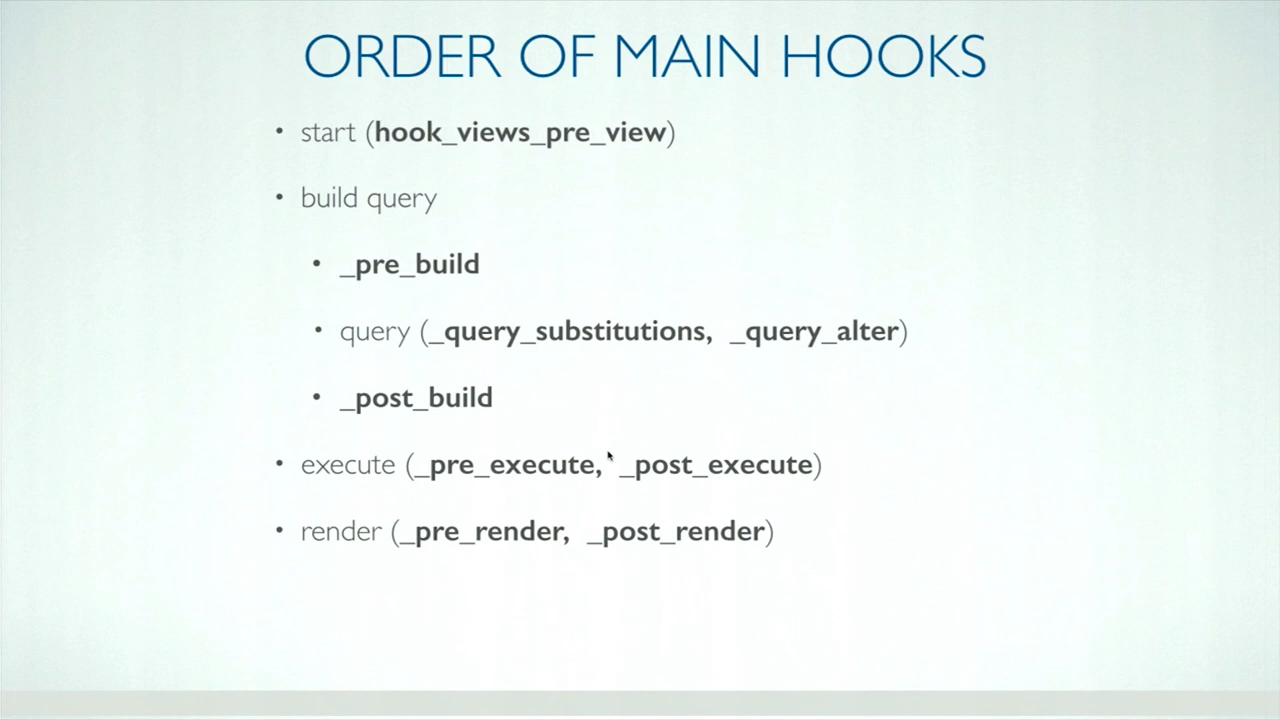 ORDER OF MAIN HOOKS
• start (hook_views_pre_view)
• build query
• _pre_build
• query (_query_substitutions, _query_alter)
• _post_build
• execute (_pre_execute, _post_execute)
• render (_pre_render, _post_render)